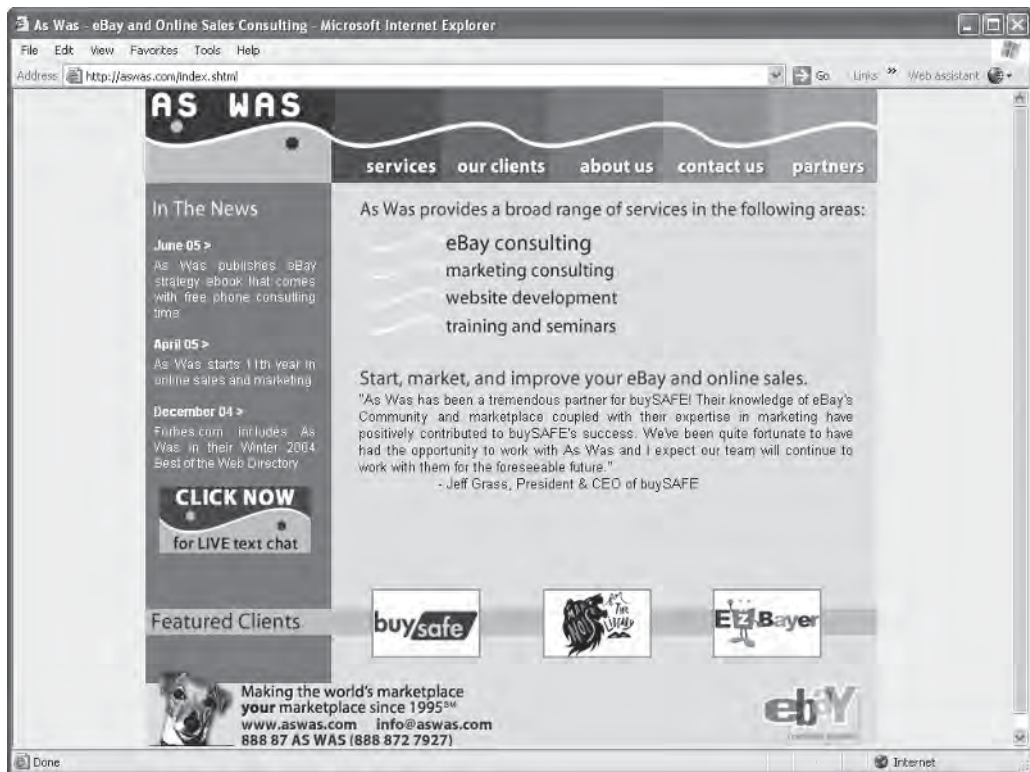 As Was - eBay and Online Sales Consulting - Microsoft Internet Explorer
File Edit View Favorites Tools Help
Address http://aswas.com/index.shtml Go Links » Web assistant
AS WAS
services our clients about us contact us partners
In The News
June 05 >
As Was publishes eBay
strategy ebook that comes
with free phone consulting
time
April 05 >
As Was starts 11th year in
online sales and marketing
December 04 >
Forbes.com includes As
Was in their Winter 2004
Best of the Web Directory
CLICK NOW
for LIVE text chat
As Was provides a broad range of services in the following areas:
eBay consulting
marketing consulting
website development
training and seminars
Start, market, and improve your eBay and online sales.
"As Was has been a tremendous partner for buySAFE! Their knowledge of eBay's
Community and marketplace coupled with their expertise in marketing have
positively contributed to buySAFE's success. We've been quite fortunate to have
had the opportunity to work with As Was and I expect our team will continue to
work with them for the foreseeable future."
- Jeff Grass, President & CEO of buySAFE
Featured Clients
buysafe
for
THE
LIBRARY
EZBayer
Making the world's marketplace
your marketplace since 1995℠
www.aswas.com info@aswas.com
888 87 AS WAS (888 872 7927)
ebaY
Done Internet